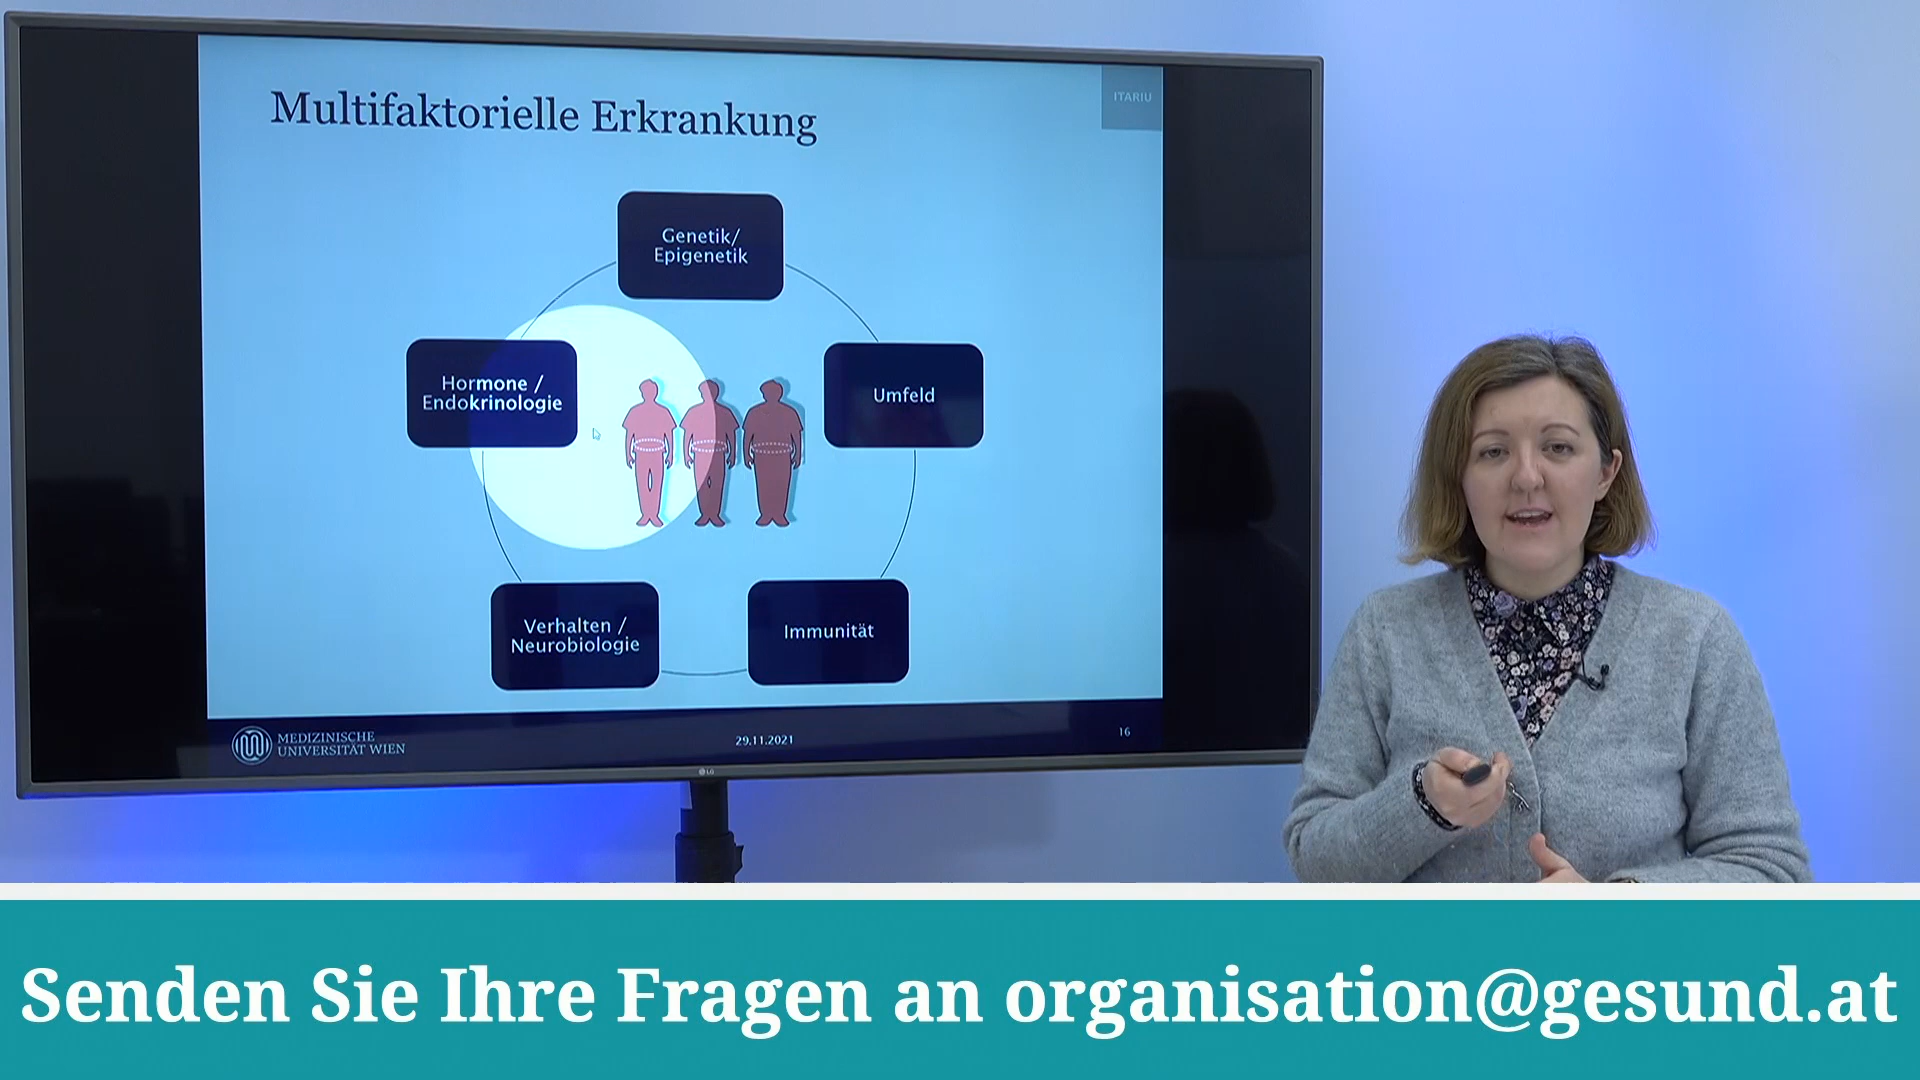 Multifaktorielle Erkrankung
ITARIU
Genetik/
Epigenetik
Hormone /
Endokrinologie
Umfeld
Verhalten /
Neurobiologie
Immunität
MEDIZINISCHE
UNIVERSITÄT WIEN
29.11.2021
16
LG
Senden Sie Ihre Fragen an organisation@gesund.at